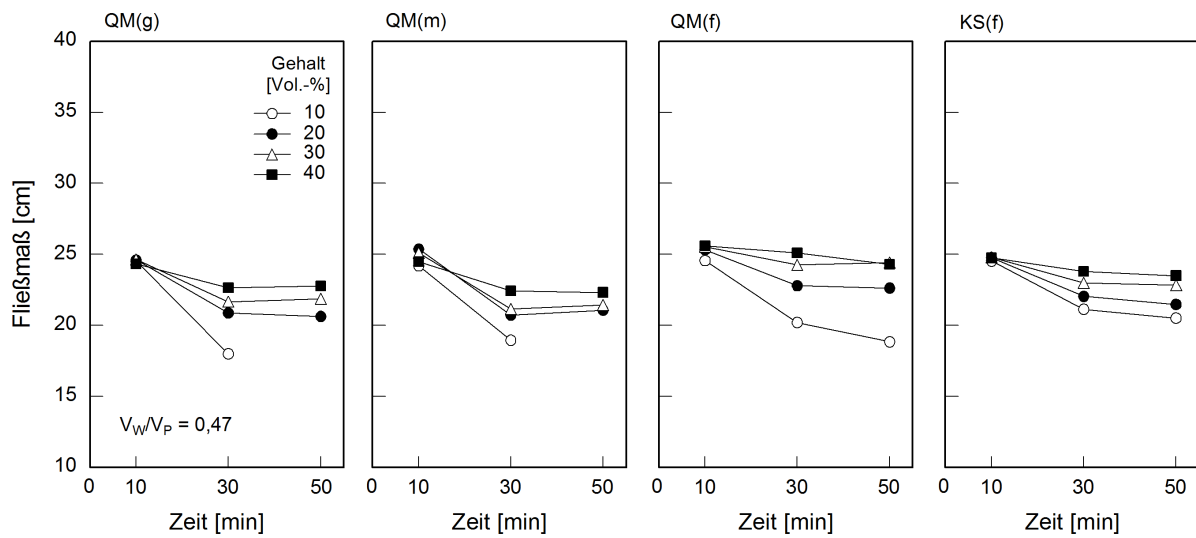 QM(g)
QM(m)
QM(f)
KS(f)
Fließmaß [cm]
40
35
30
25
20
15
10
Gehalt
[Vol.-%]
10
20
30
40
V_W/V_P = 0,47
0 10 30 50
0 10 30 50
0 10 30 50
0 10 30 50
Zeit [min]
Zeit [min]
Zeit [min]
Zeit [min]